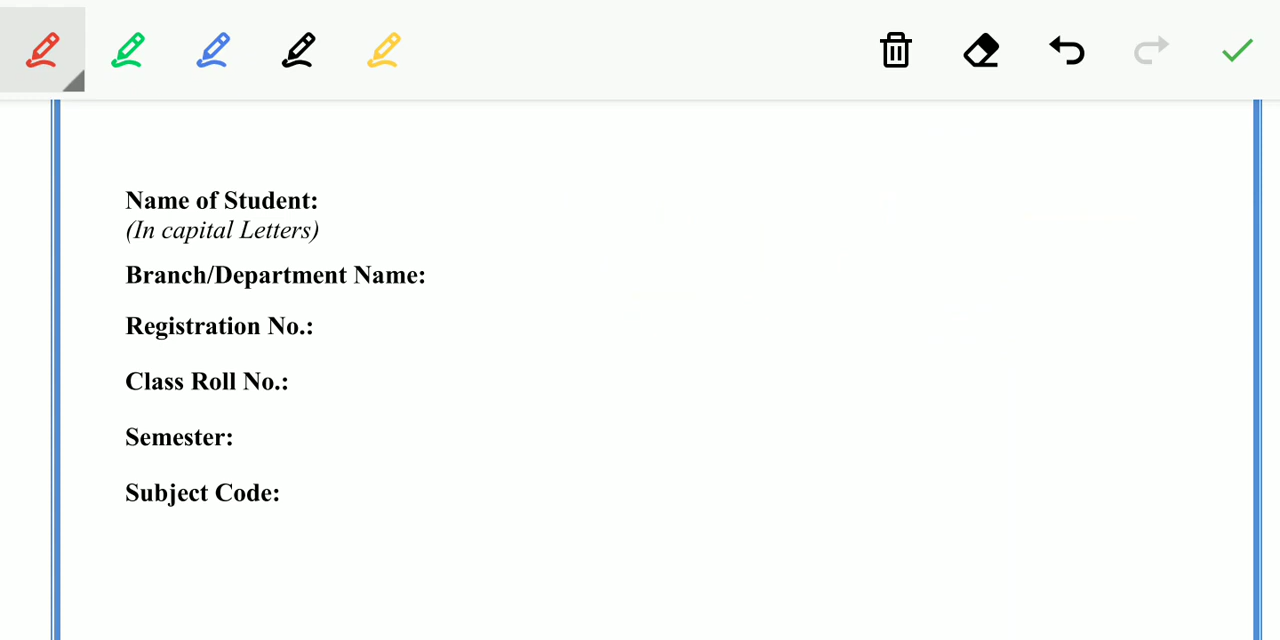 Name of Student:
(In capital Letters)
Branch/Department Name:
Registration No.:
Class Roll No.:
Semester:
Subject Code: